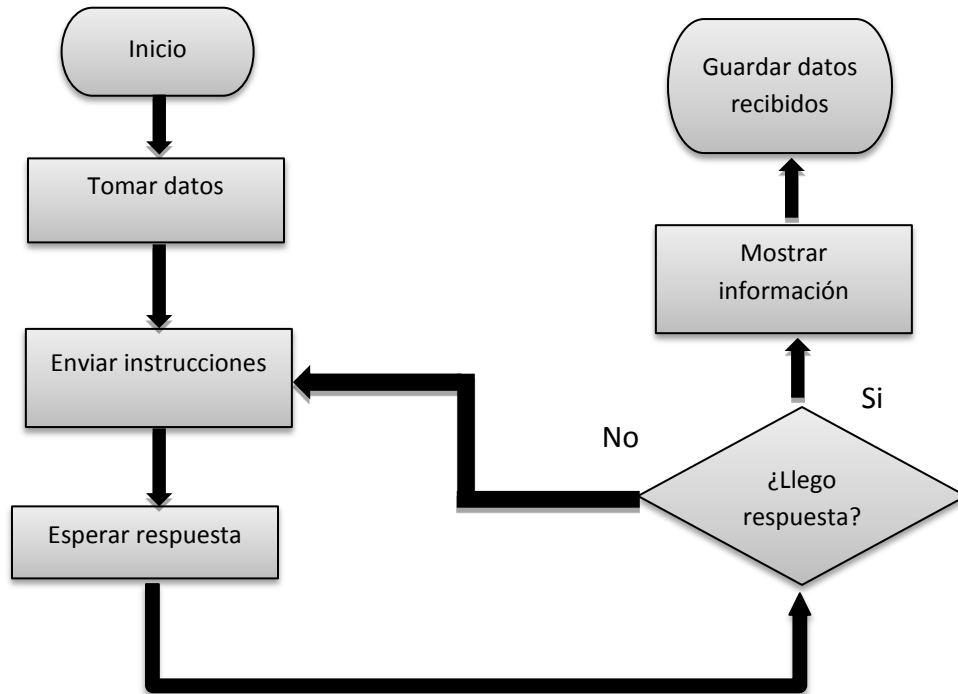 Inicio
Tomar datos
Enviar instrucciones
Esperar respuesta
¿Llego
respuesta?
No
Si
Mostrar
información
Guardar datos
recibidos